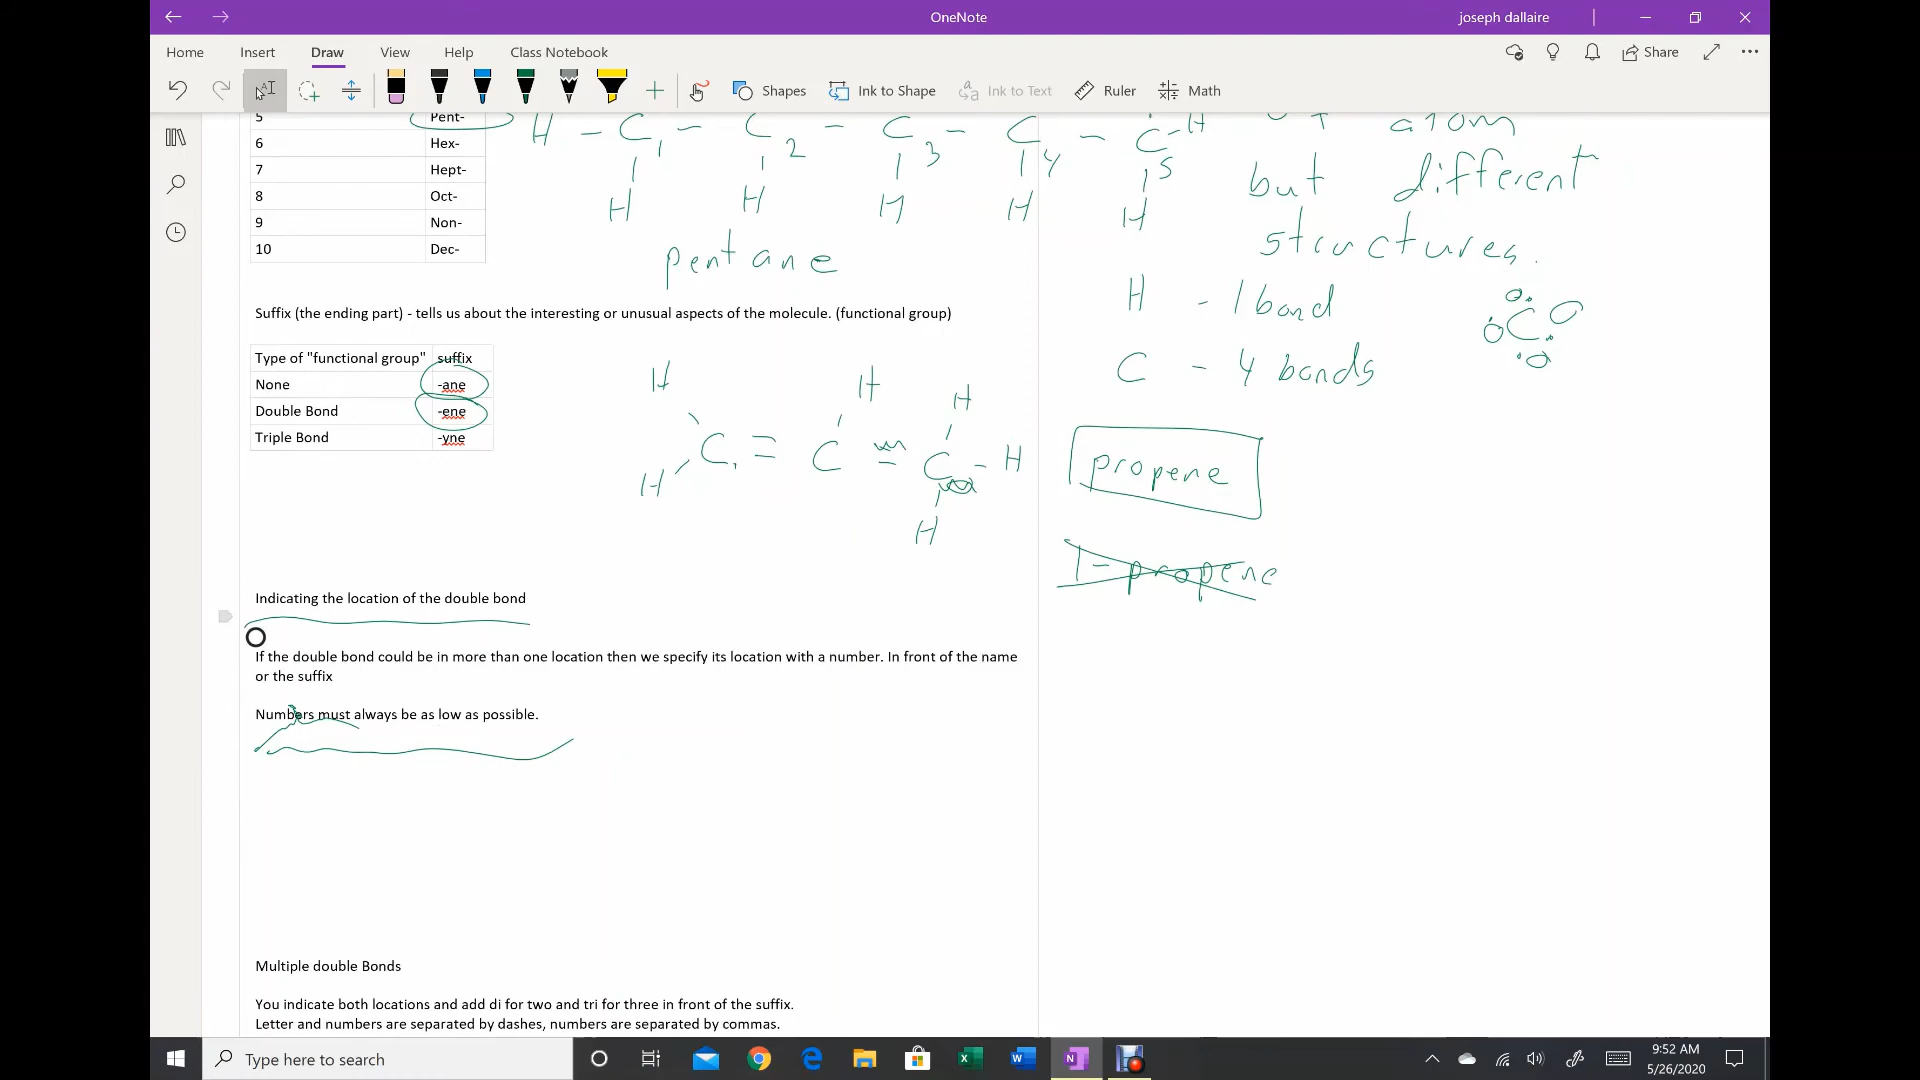 OneNote
joseph dallaire
Home Insert Draw View Help Class Notebook
Share
Shapes Ink to Shape Ink to Text Ruler Math
5 Pent-
6 Hex-
7 Hept-
8 Oct-
9 Non-
10 Dec-
H - C1 - C2 - C3 - C4 - C5 - H
H H H H H
pentane
atom
but different
structures.
H - 1 bond
C - 4 bonds
C
Suffix (the ending part) - tells us about the interesting or unusual aspects of the molecule. (functional group)
Type of "functional group" suffix
None -ane
Double Bond -ene
Triple Bond -yne
H H H
C1 = C - C - H
H H
propene
1-propene
Indicating the location of the double bond
If the double bond could be in more than one location then we specify its location with a number. In front of the name
or the suffix
Numbers must always be as low as possible.
Multiple double Bonds
You indicate both locations and add di for two and tri for three in front of the suffix.
Letter and numbers are separated by dashes, numbers are separated by commas.
Type here to search
9:52 AM
5/26/2020